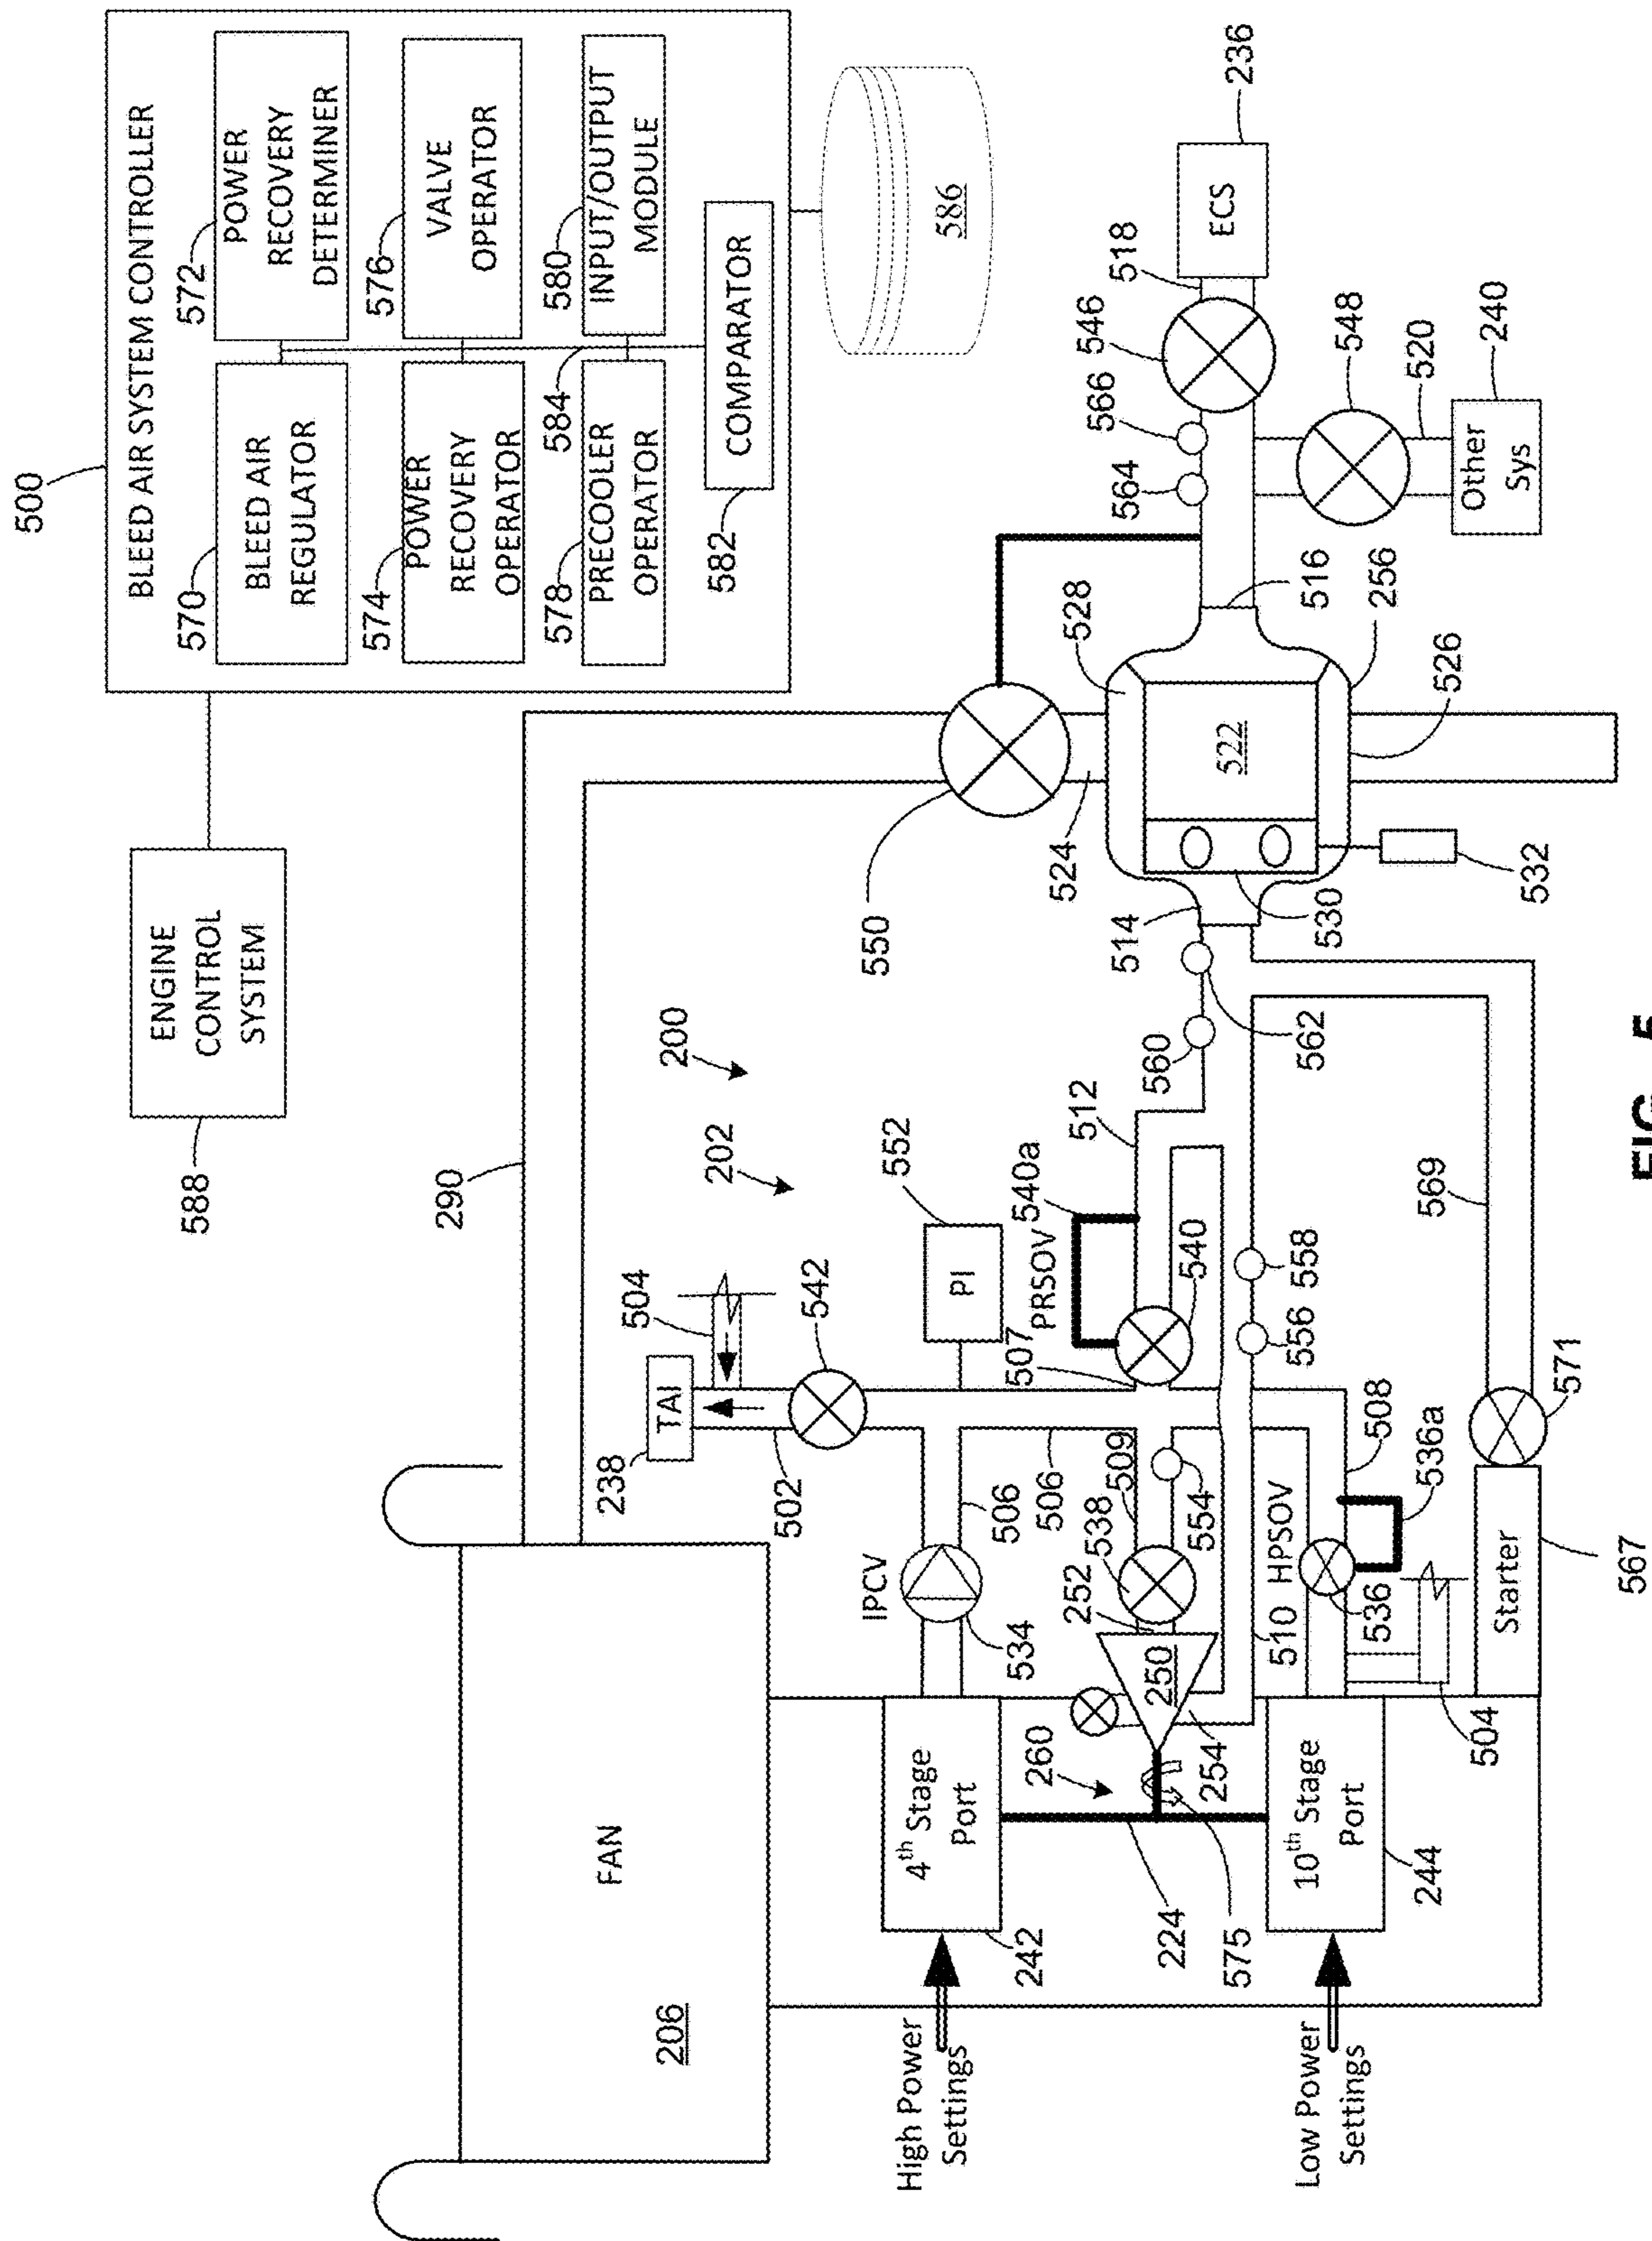 500
BLEED AIR SYSTEM CONTROLLER
570
BLEED AIR
REGULATOR
572
POWER
RECOVERY
DETERMINER
574
POWER
RECOVERY
OPERATOR
576
VALVE
OPERATOR
578
PRECOOLER
OPERATOR
580
INPUT/OUTPUT
MODULE
584
582
COMPARATOR
586
588
ENGINE
CONTROL
SYSTEM
290
200
202
FAN
206
238
TAI
504
502
542
552
PI
IPCV
534
506
506
507
PRSOV
540a
540
512
509
538
252
250
554
510
HPSOV
536
536a
508
504
254
260
224
575
4th Stage
Port
242
10th Stage
Port
244
High Power
Settings
Low Power
Settings
Starter
567
571
569
556
558
560
562
514
530
532
550
524
528
522
526
256
516
564
566
546
518
ECS
236
548
520
Other
Sys
240
FIG. 5